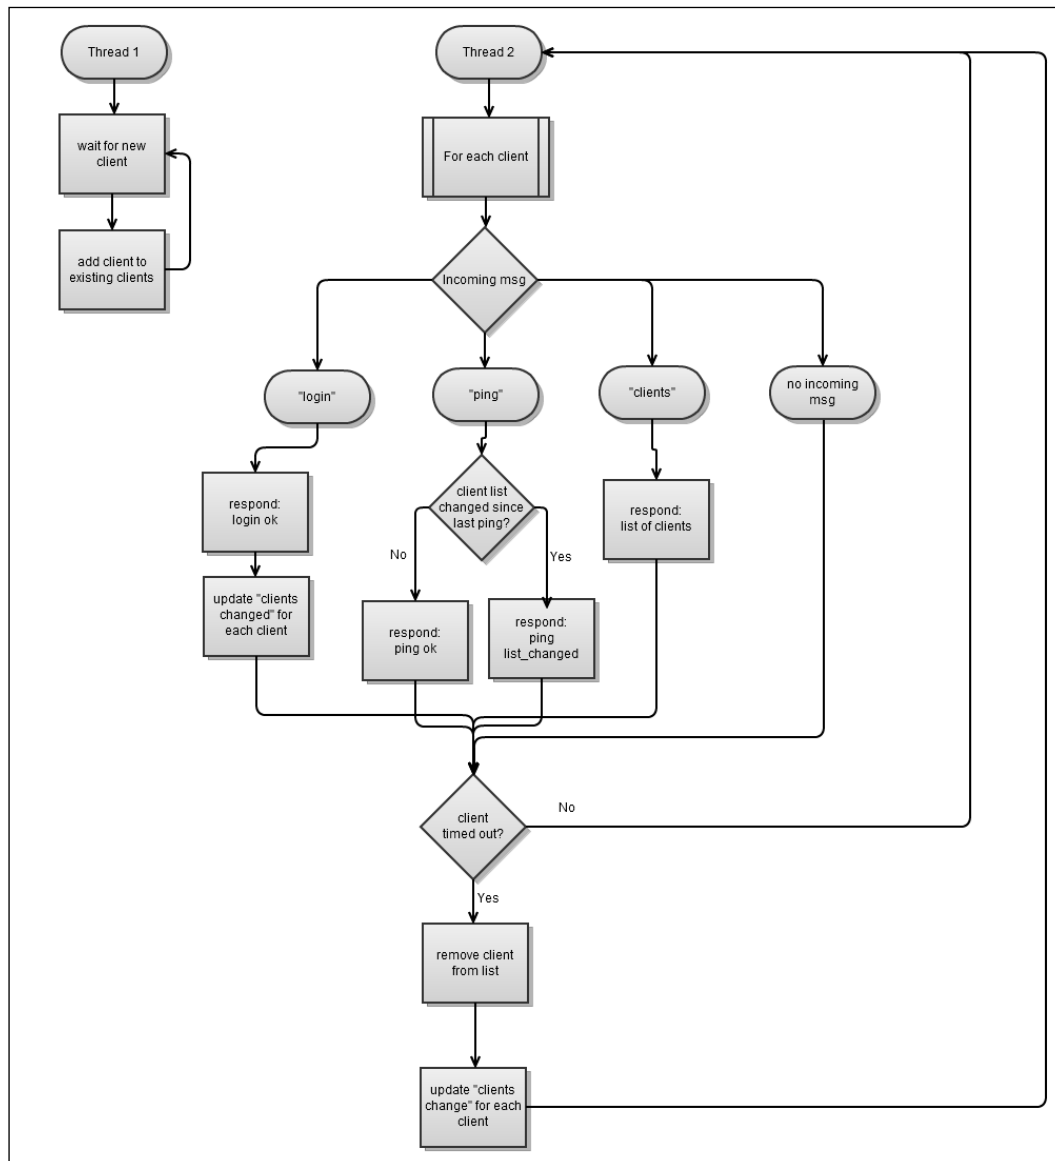 Thread 1
Thread 2
wait for new
client
For each client
add client to
existing clients
Incoming msg
"login"
"ping"
"clients"
no incoming
msg
respond:
login ok
client list
changed since
last ping?
respond:
list of clients
No
Yes
update "clients
changed" for
each client
respond:
ping ok
respond:
ping
list_changed
client
timed out?
No
Yes
remove client
from list
update "clients
change" for each
client